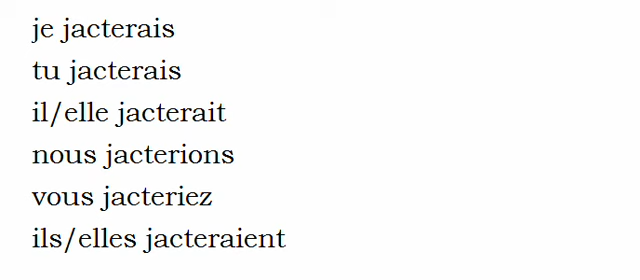 je jacterais
tu jacterais
il/elle jacterait
nous jacterions
vous jacteriez
ils/elles jacteraient